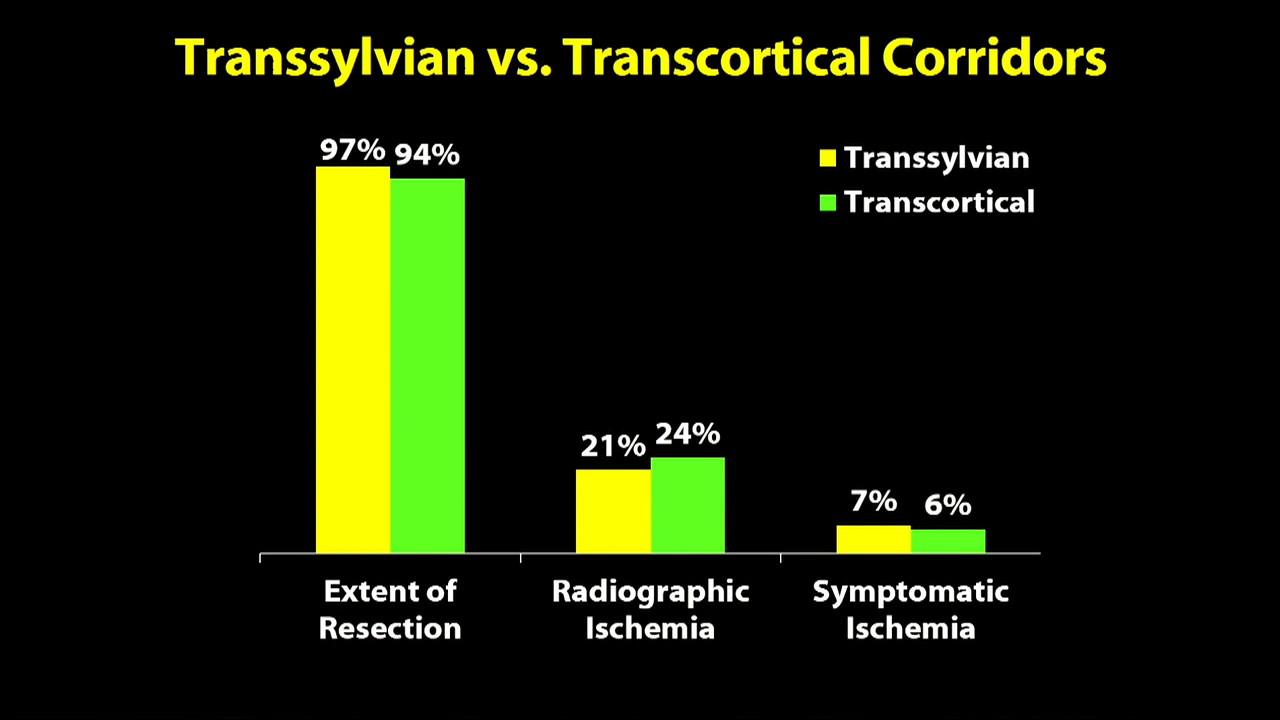 Transsylvian vs. Transcortical Corridors
97% 94%
Transsylvian
Transcortical
21% 24%
7% 6%
Extent of
Resection
Radiographic
Ischemia
Symptomatic
Ischemia